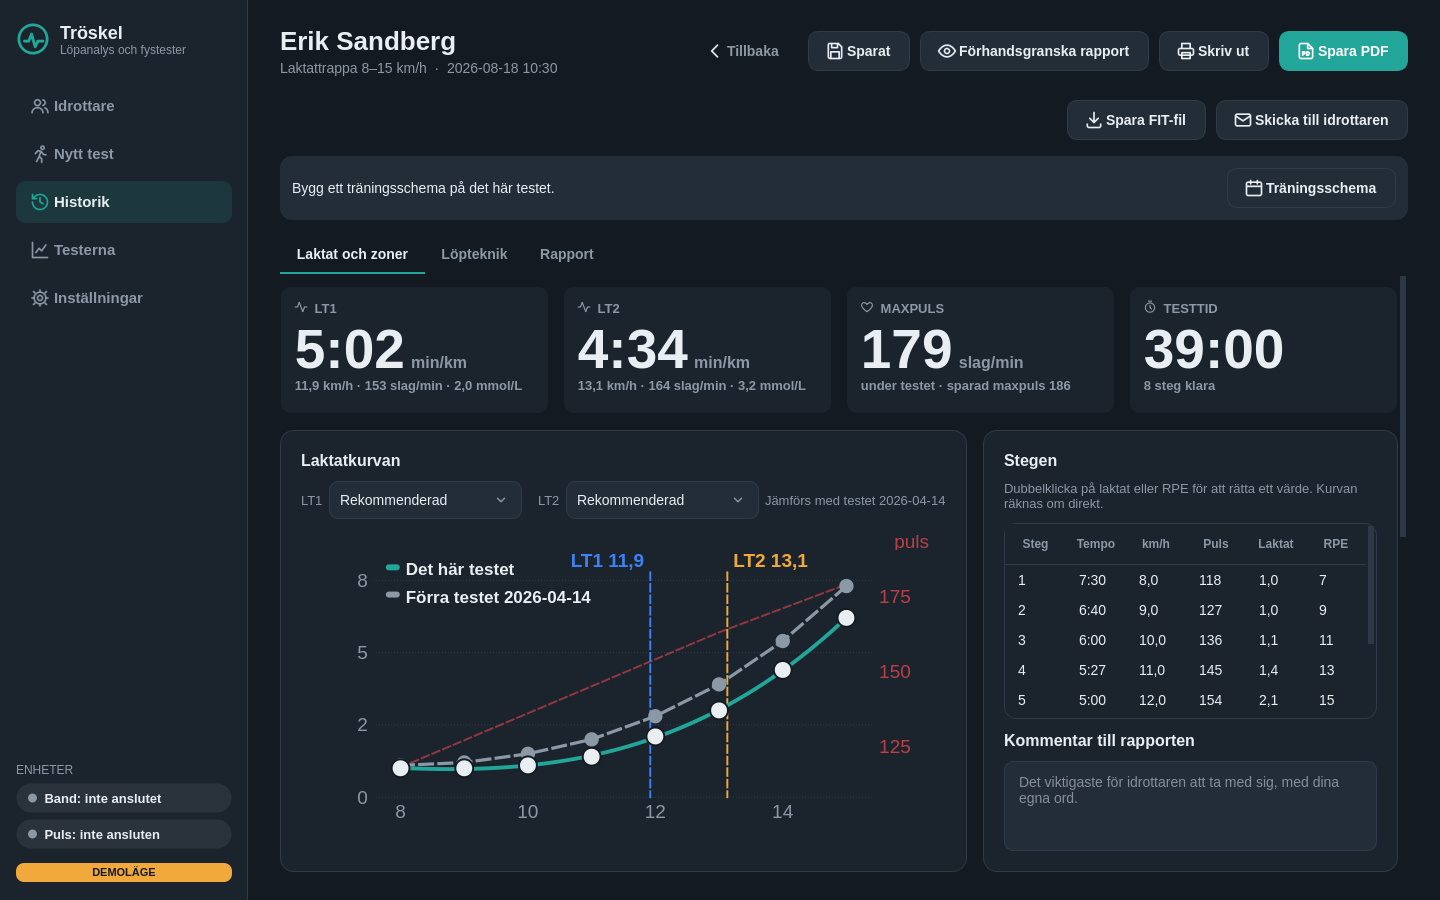 Tröskel
Löpanalys och fystester
Idrottare
Nytt test
Historik
Testerna
Inställningar
ENHETER
Band: inte anslutet
Puls: inte ansluten
DEMOLÄGE
Erik Sandberg
Laktattrappa 8–15 km/h · 2026-08-18 10:30
Tillbaka
Sparat
Förhandsgranska rapport
Skriv ut
Spara PDF
Spara FIT-fil
Skicka till idrottaren
Bygg ett träningsschema på det här testet.
Träningsschema
Laktat och zoner
Löpteknik
Rapport
LT1
5:02 min/km
11,9 km/h · 153 slag/min · 2,0 mmol/L
LT2
4:34 min/km
13,1 km/h · 164 slag/min · 3,2 mmol/L
MAXPULS
179 slag/min
under testet · sparad maxpuls 186
TESTTID
39:00
8 steg klara
Laktatkurvan
LT1 Rekommenderad LT2 Rekommenderad Jämförs med testet 2026-04-14
puls
LT1 11,9 LT2 13,1
Det här testet
Förra testet 2026-04-14
8
5
2
0
175
150
125
8 10 12 14
Stegen
Dubbelklicka på laktat eller RPE för att rätta ett värde. Kurvan
räknas om direkt.
Steg Tempo km/h Puls Laktat RPE
1 7:30 8,0 118 1,0 7
2 6:40 9,0 127 1,0 9
3 6:00 10,0 136 1,1 11
4 5:27 11,0 145 1,4 13
5 5:00 12,0 154 2,1 15
Kommentar till rapporten
Det viktigaste för idrottaren att ta med sig, med dina
egna ord.